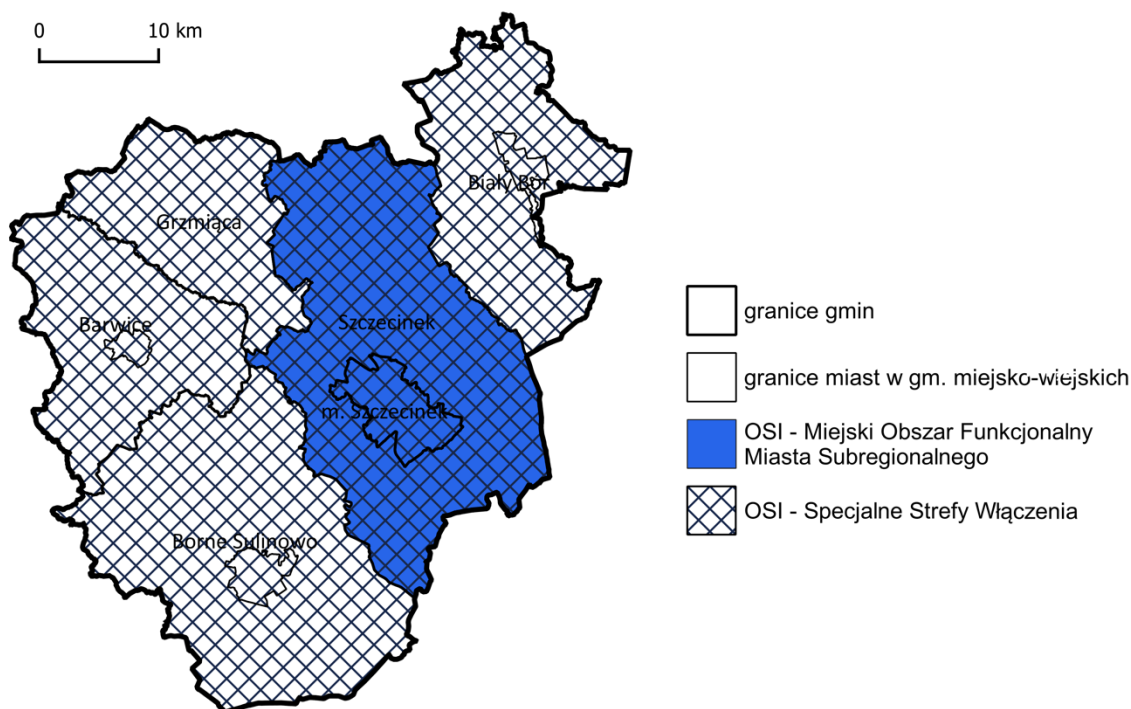 0 10 km
Biały Bór
Grzmiąca
Barwice
Szczecinek
m. Szczecinek
Borne Sulinowo
granice gmin
granice miast w gm. miejsko-wiejskich
OSI - Miejski Obszar Funkcjonalny
Miasta Subregionalnego
OSI - Specjalne Strefy Włączenia